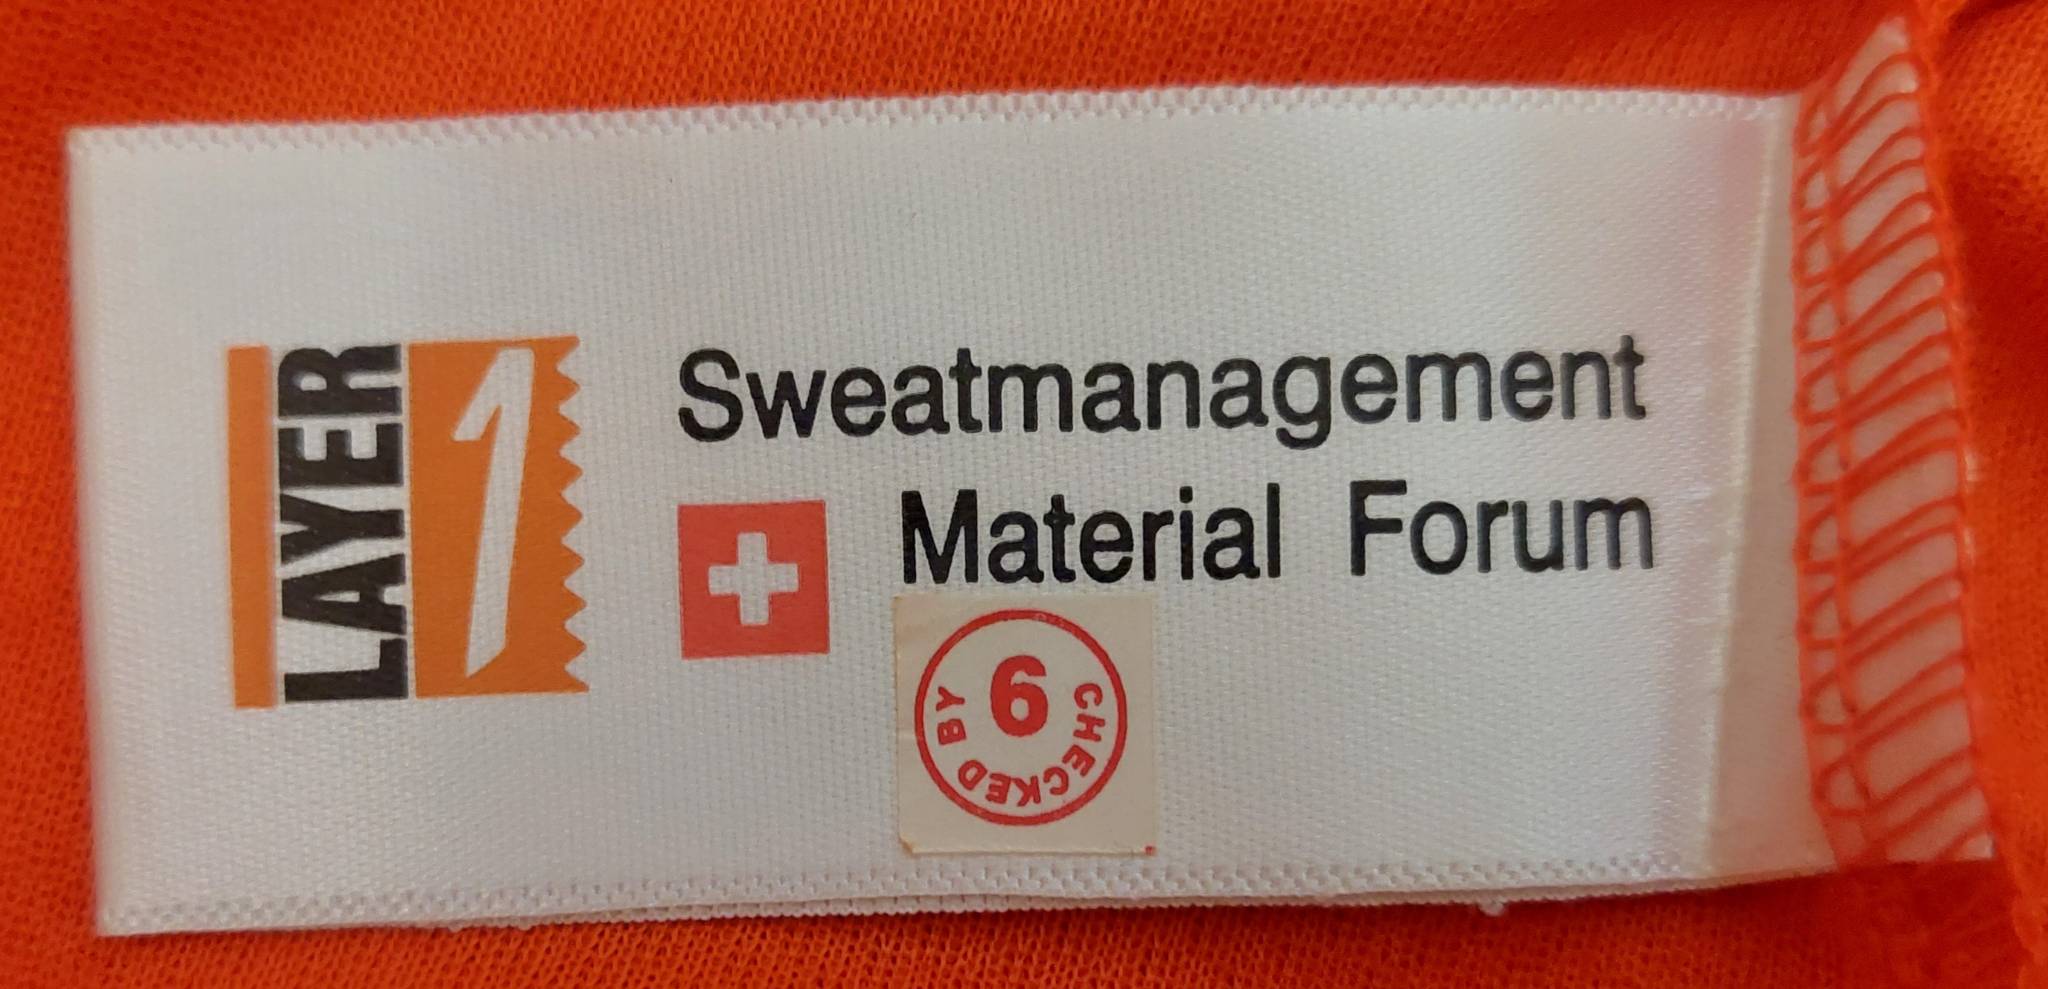 LAYER 1
Sweatmanagement
Material Forum
6
CHECKED BY